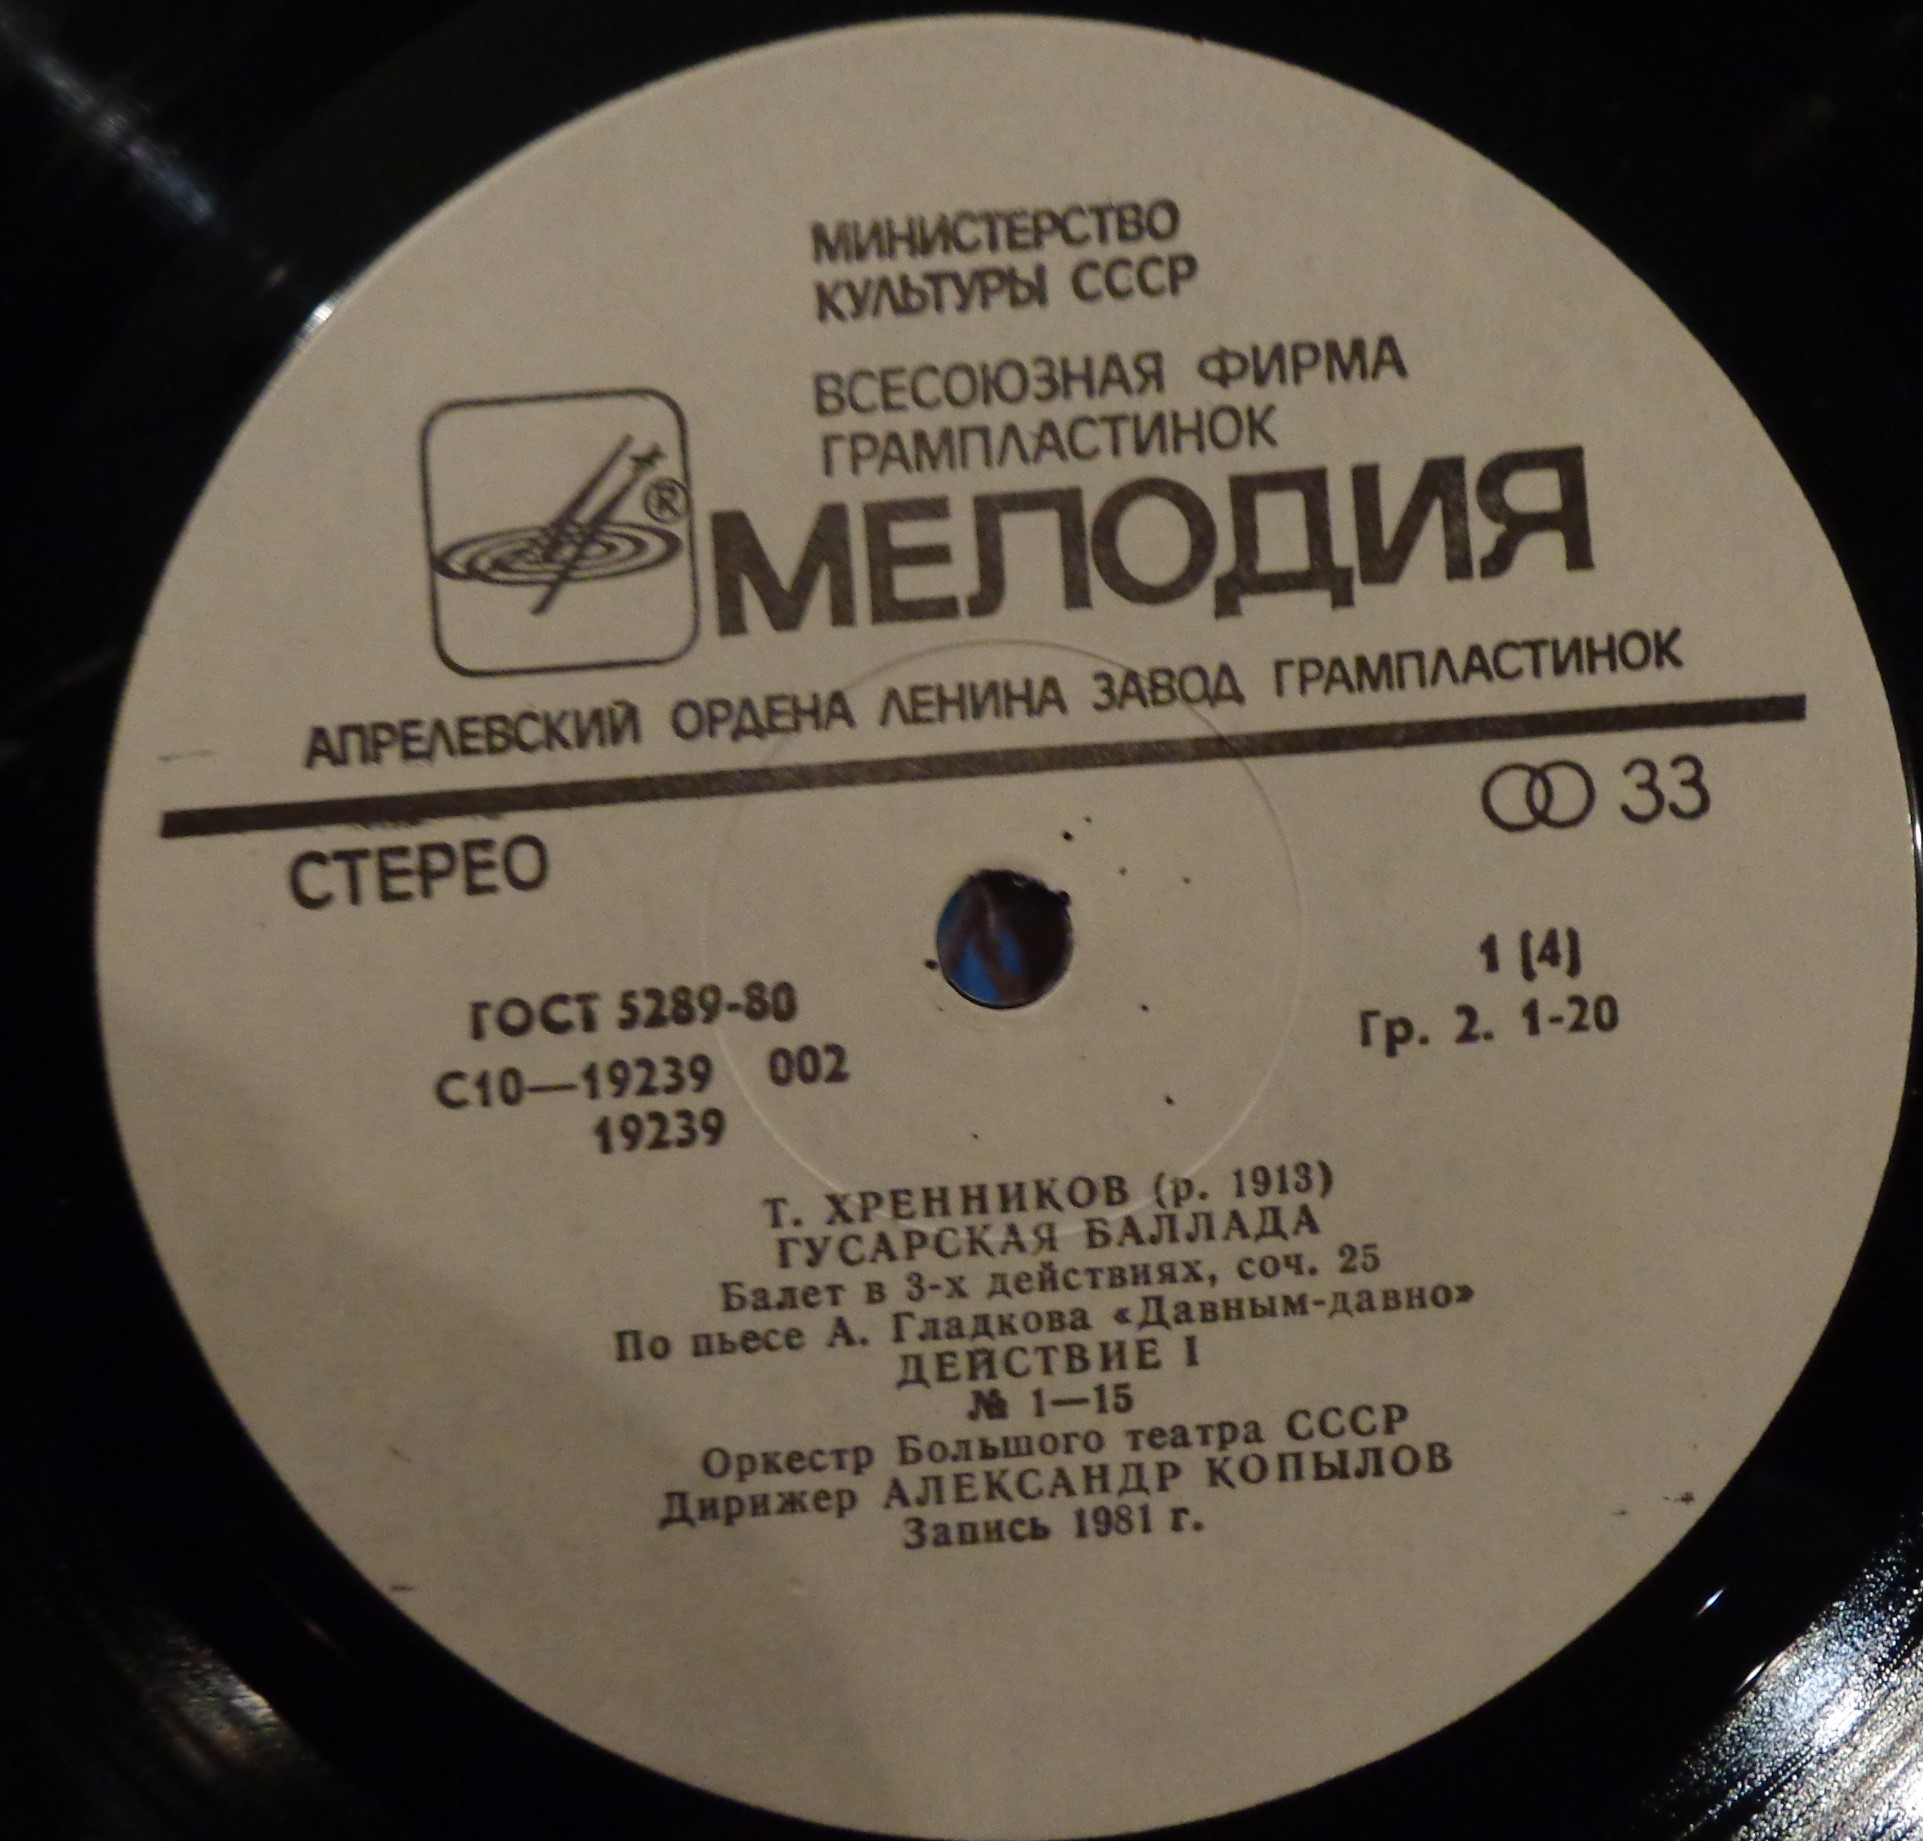 МИНИСТЕРСТВО
КУЛЬТУРЫ СССР
ВСЕСОЮЗНАЯ ФИРМА
ГРАМПЛАСТИНОК
®
МЕЛОДИЯ
АПРЕЛЕВСКИЙ ОРДЕНА ЛЕНИНА ЗАВОД ГРАМПЛАСТИНОК
33
СТЕРЕО
1 (4)
ГОСТ 5289-80
Гр. 2. 1-20
С10—19239 002
19239
Т. ХРЕННИКОВ (р. 1913)
ГУСАРСКАЯ БАЛЛАДА
Балет в 3-х действиях, соч. 25
По пьесе А. Гладкова «Давным-давно»
ДЕЙСТВИЕ I
№ 1—15
Оркестр Большого театра СССР
Дирижер АЛЕКСАНДР КОПЫЛОВ
Запись 1981 г.